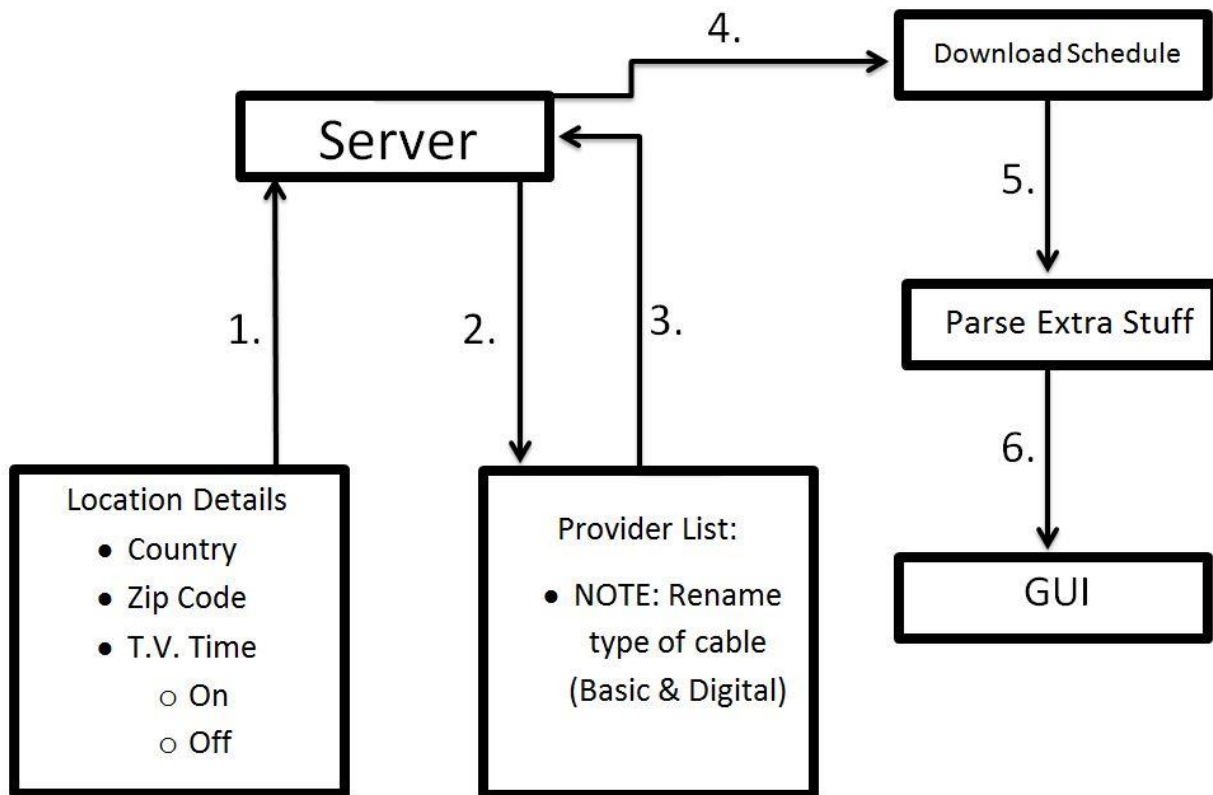 4.
Download Schedule
Server
5.
1.
2.
3.
Parse Extra Stuff
6.
Location Details
● Country
● Zip Code
● T.V. Time
○ On
○ Off
Provider List:
● NOTE: Rename
type of cable
(Basic & Digital)
GUI